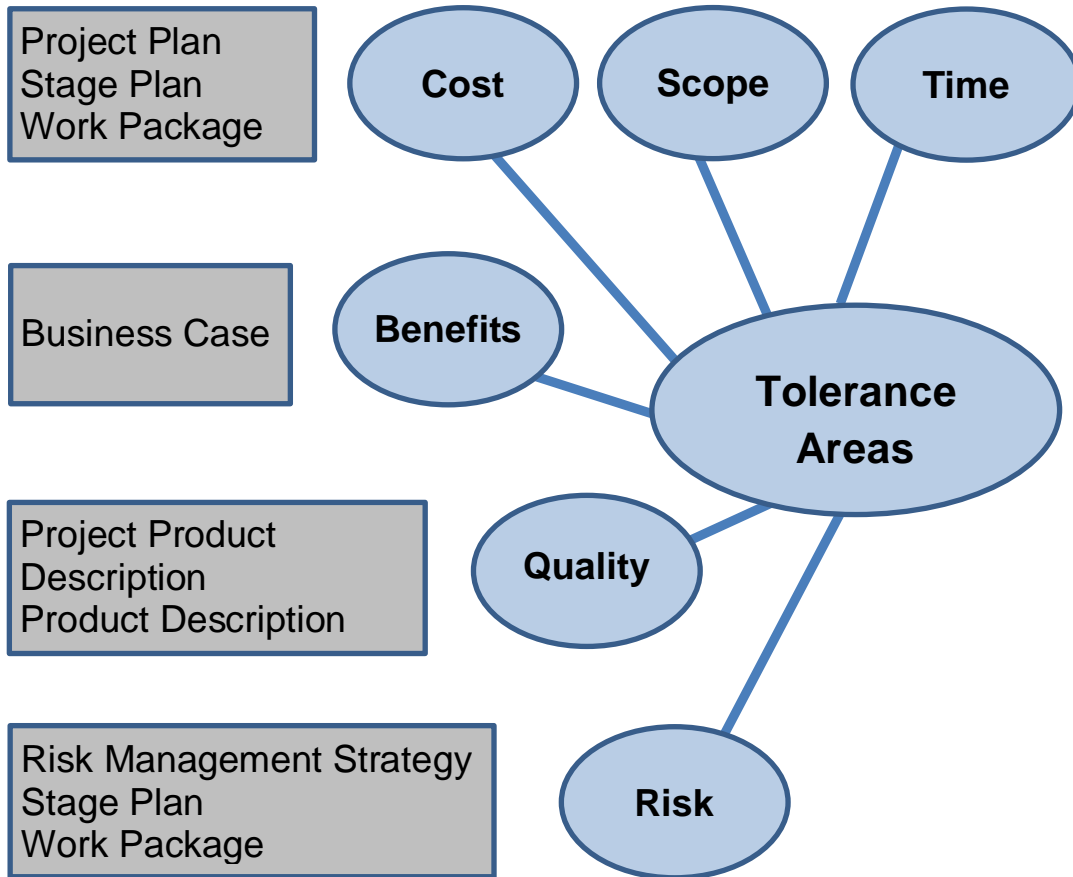 Project Plan
Stage Plan
Work Package
Cost
Scope
Time
Business Case
Benefits
Tolerance
Areas
Project Product
Description
Product Description
Quality
Risk Management Strategy
Stage Plan
Work Package
Risk